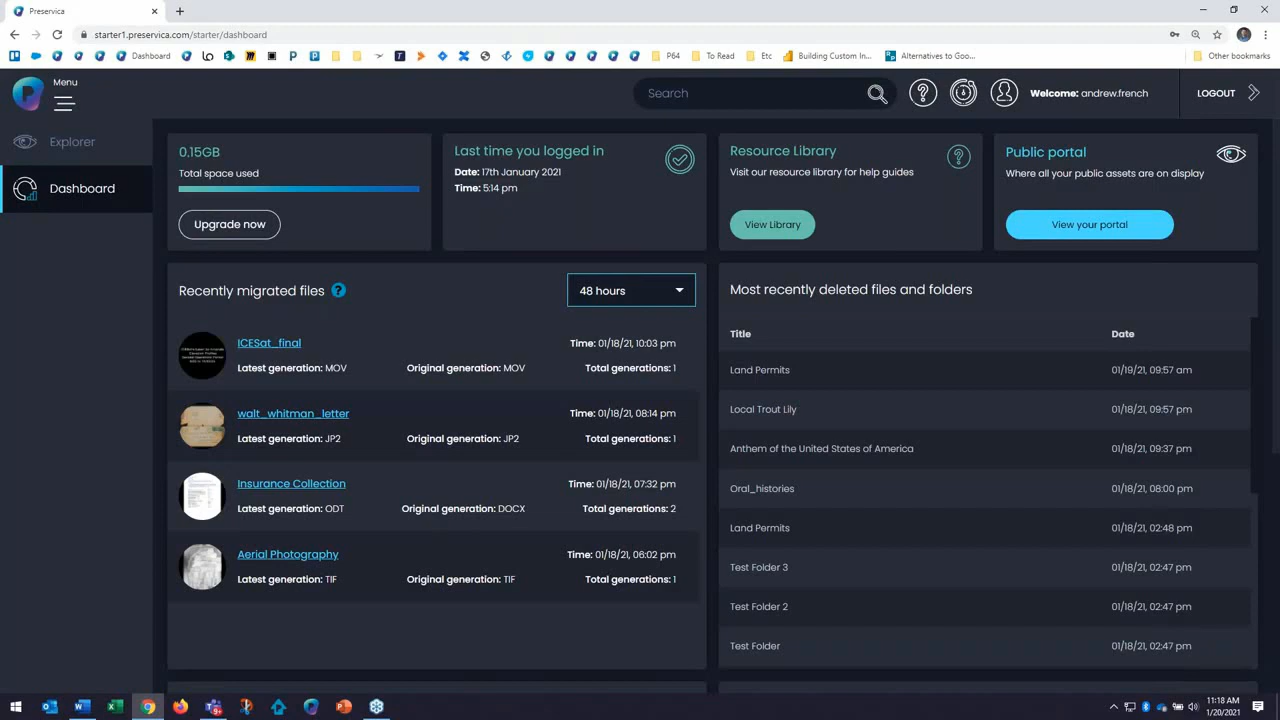 Preservica
starter1.preservica.com/starter/dashboard
Dashboard
P64
To Read
Etc
Building Custom In...
Alternatives to Goo...
Other bookmarks
Menu
Search
Welcome: andrew.french
LOGOUT
Explorer
Dashboard
0.15GB
Total space used
Upgrade now
Last time you logged in
Date: 17th January 2021
Time: 5:14 pm
Resource Library
Visit our resource library for help guides
View Library
Public portal
Where all your public assets are on display
View your portal
Recently migrated files ?
48 hours
ICESat_final
Time: 01/18/21, 10:03 pm
Latest generation: MOV
Original generation: MOV
Total generations: 1
walt_whitman_letter
Time: 01/18/21, 08:14 pm
Latest generation: JP2
Original generation: JP2
Total generations: 1
Insurance Collection
Time: 01/18/21, 07:32 pm
Latest generation: ODT
Original generation: DOCX
Total generations: 2
Aerial Photography
Time: 01/18/21, 06:02 pm
Latest generation: TIF
Original generation: TIF
Total generations: 1
Most recently deleted files and folders
Title Date
Land Permits 01/19/21, 09:57 am
Local Trout Lily 01/18/21, 09:57 pm
Anthem of the United States of America 01/18/21, 09:37 pm
Oral_histories 01/18/21, 08:00 pm
Land Permits 01/18/21, 02:48 pm
Test Folder 3 01/18/21, 02:47 pm
Test Folder 2 01/18/21, 02:47 pm
Test Folder 01/18/21, 02:47 pm
11:18 AM
1/20/2021